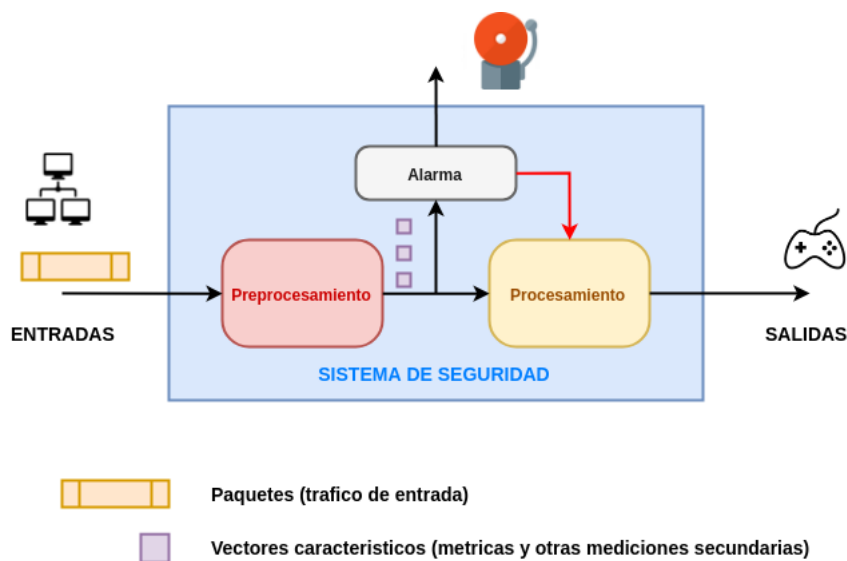 Alarma
Preprocesamiento
Procesamiento
ENTRADAS
SALIDAS
SISTEMA DE SEGURIDAD
Paquetes (trafico de entrada)
Vectores caracteristicos (metricas y otras mediciones secundarias)